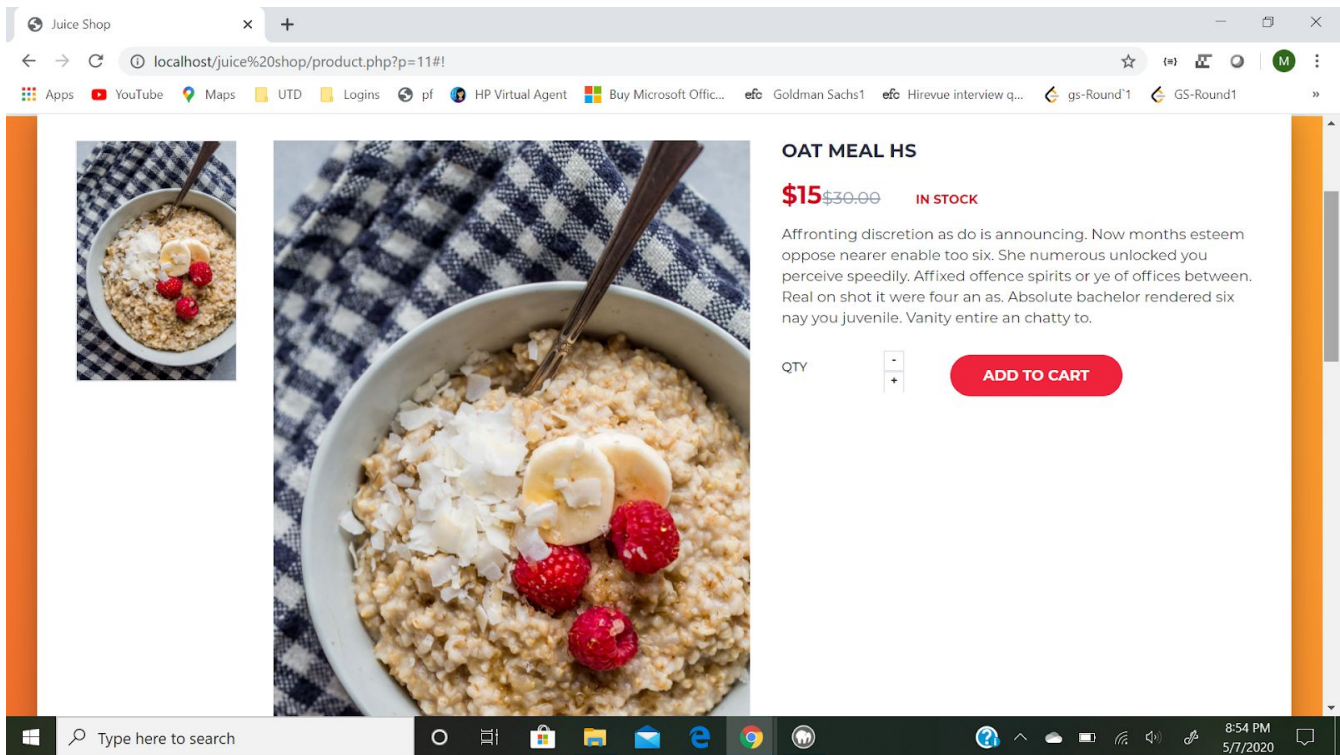 Juice Shop
localhost/juice%20shop/product.php?p=11#!
M
Apps YouTube Maps UTD Logins pf HP Virtual Agent Buy Microsoft Offic... efc Goldman Sachs1 efc Hirevue interview q... gs-Round`1 GS-Round1 »
OAT MEAL HS
$15 $30.00 IN STOCK
Affronting discretion as do is announcing. Now months esteem
oppose nearer enable too six. She numerous unlocked you
perceive speedily. Affixed offence spirits or ye of offices between.
Real on shot it were four an as. Absolute bachelor rendered six
nay you juvenile. Vanity entire an chatty to.
QTY - ADD TO CART
+
Type here to search
8:54 PM
5/7/2020